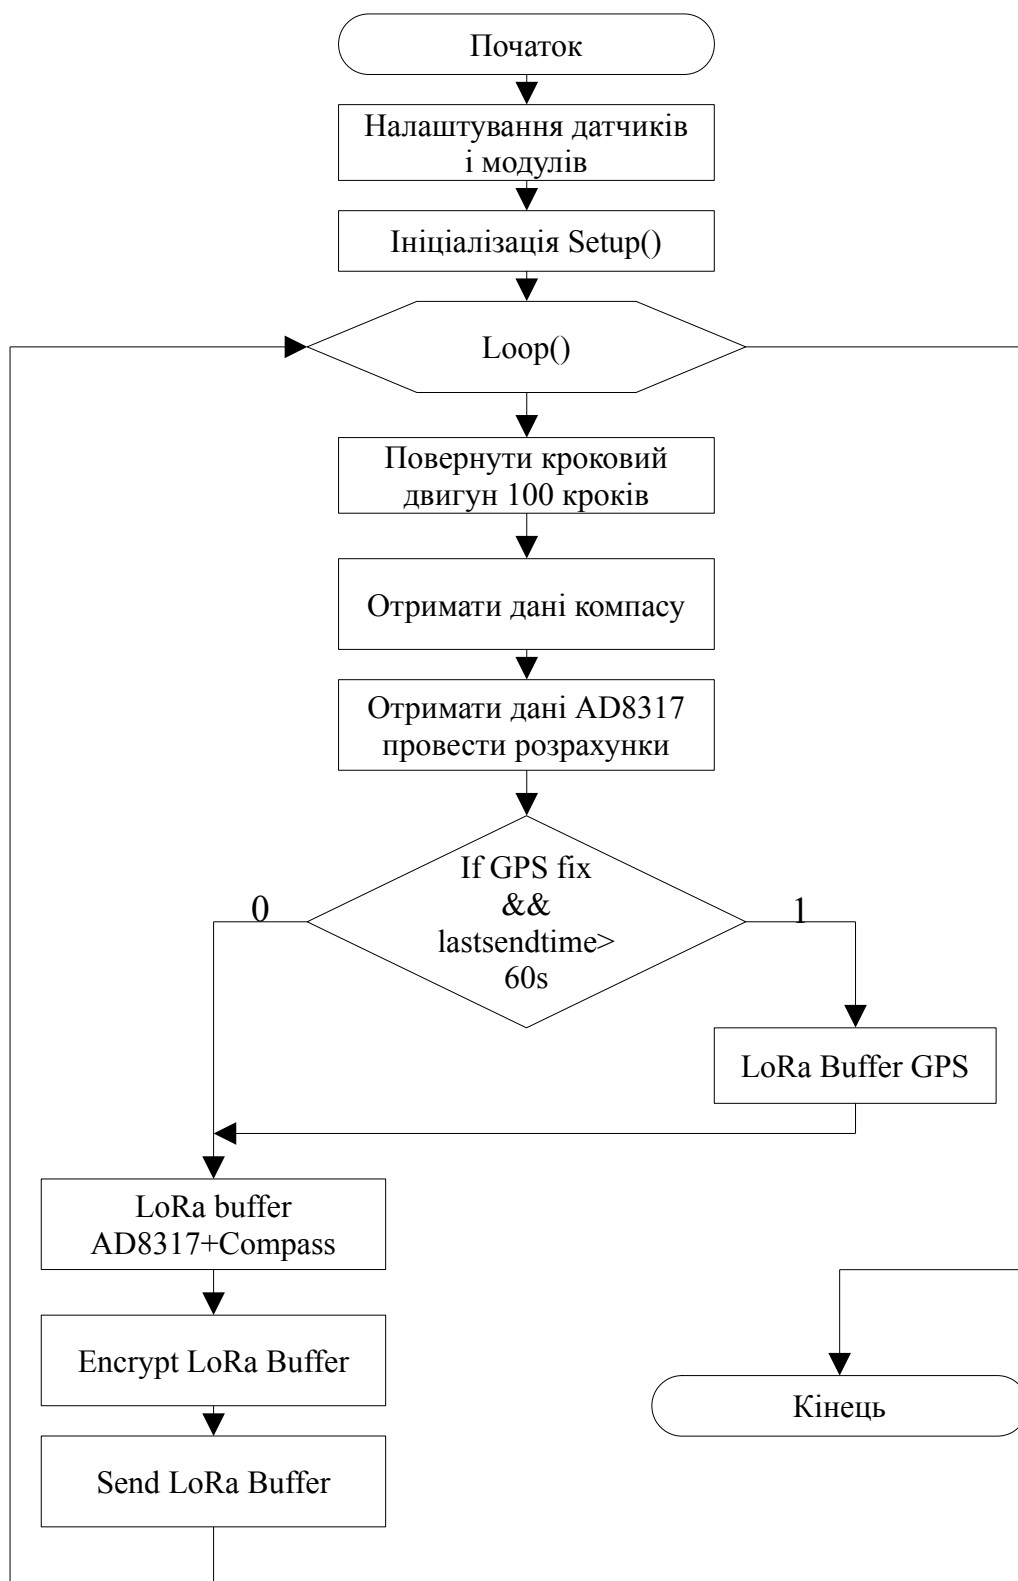 Початок
Налаштування датчиків
і модулів
Ініціалізація Setup()
Loop()
Повернути кроковий
двигун 100 кроків
Отримати дані компасу
Отримати дані AD8317
провести розрахунки
If GPS fix
&&
lastsendtime>
60s
0
1
LoRa Buffer GPS
LoRa buffer
AD8317+Compass
Encrypt LoRa Buffer
Send LoRa Buffer
Кінець